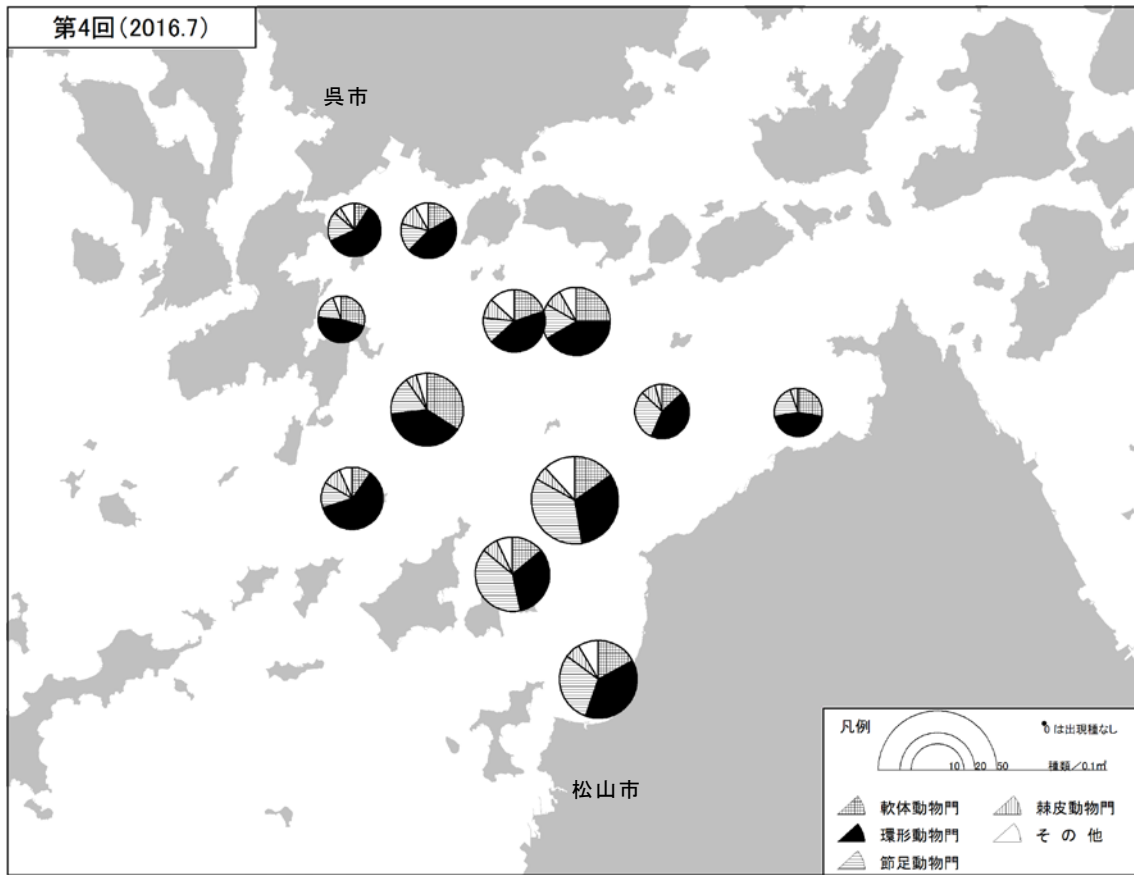 第4回(2016.7)
呉市
松山市
凡例
0は出現種なし
10 20 50 種類/0.1㎡
軟体動物門
棘皮動物門
環形動物門
その他
節足動物門